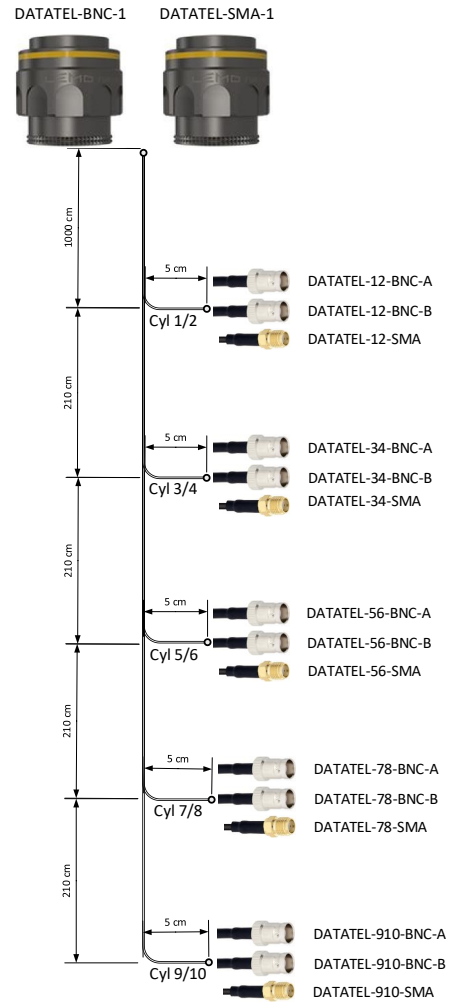 DATATEL-BNC-1 DATATEL-SMA-1
LEMO LEMO
1000 cm
5 cm
DATATEL-12-BNC-A
DATATEL-12-BNC-B
Cyl 1/2
DATATEL-12-SMA
210 cm
5 cm
DATATEL-34-BNC-A
DATATEL-34-BNC-B
Cyl 3/4
DATATEL-34-SMA
210 cm
5 cm
DATATEL-56-BNC-A
DATATEL-56-BNC-B
Cyl 5/6
DATATEL-56-SMA
210 cm
5 cm
DATATEL-78-BNC-A
DATATEL-78-BNC-B
Cyl 7/8
DATATEL-78-SMA
210 cm
5 cm
DATATEL-910-BNC-A
DATATEL-910-BNC-B
Cyl 9/10
DATATEL-910-SMA